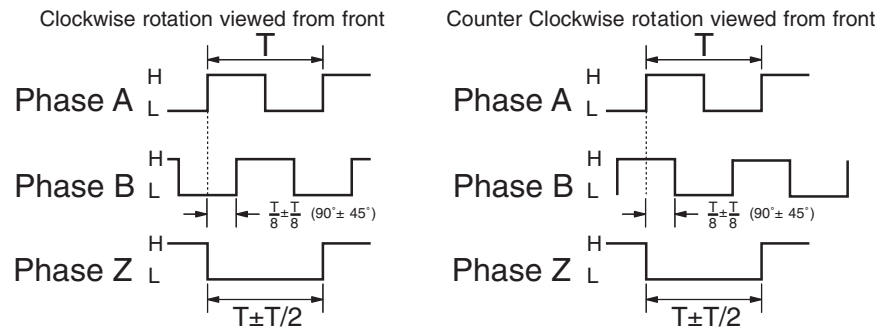 Clockwise rotation viewed from front
T
H
Phase A L
H
Phase B L
T/8 ± T/8 (90°± 45°)
H
Phase Z L
T±T/2
Counter Clockwise rotation viewed from front
T
H
Phase A L
H
Phase B L
T/8 ± T/8 (90°± 45°)
H
Phase Z L
T±T/2